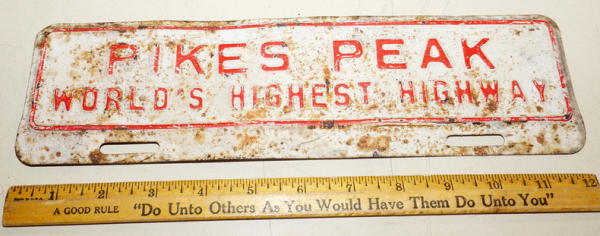 PIKES PEAK
WORLD'S HIGHEST HIGHWAY
1 2 3 4 5 6 7 8 9 10 11 12
A GOOD RULE "Do Unto Others As You Would Have Them Do Unto You"